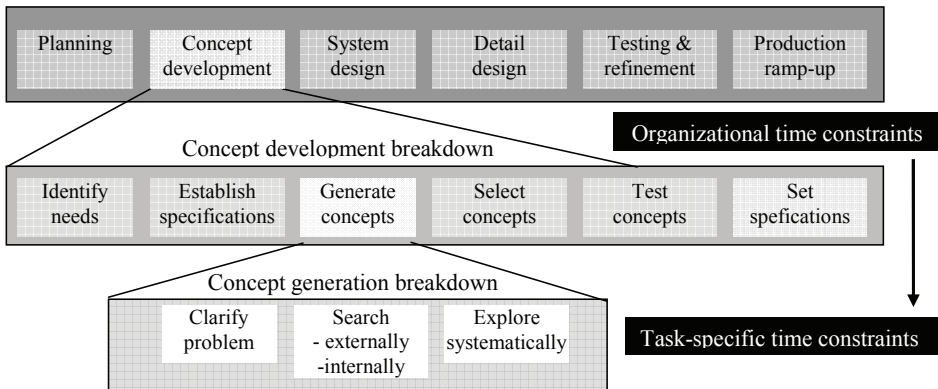 Planning
Concept
development
System
design
Detail
design
Testing &
refinement
Production
ramp-up
Organizational time constraints
Concept development breakdown
Identify
needs
Establish
specifications
Generate
concepts
Select
concepts
Test
concepts
Set
spefications
Concept generation breakdown
Clarify
problem
Search
- externally
-internally
Explore
systematically
Task-specific time constraints